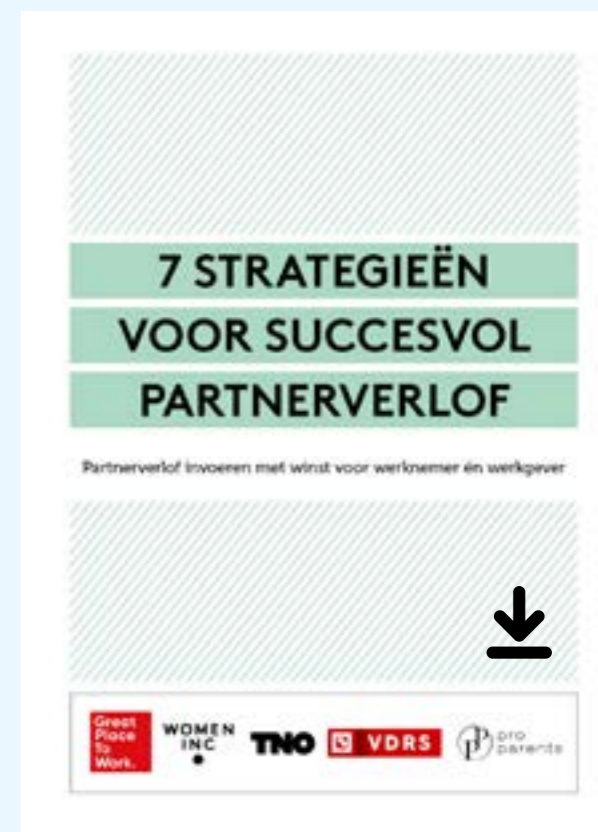 7 STRATEGIEËN
VOOR SUCCESVOL
PARTNERVERLOF
Partnerverlof invoeren met winst voor werknemer én werkgever
Great
Place
To
Work.
WOMEN
INC
TNO
VDRS
pro
parents